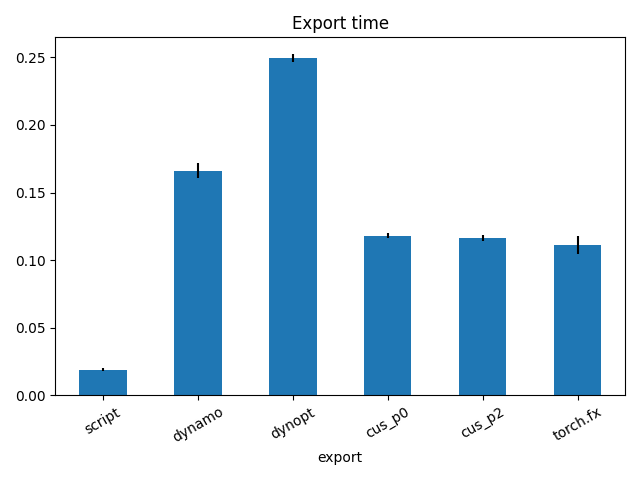 Export time
0.25
0.20
0.15
0.10
0.05
0.00
script
dynamo
dynopt
cus_p0
cus_p2
torch.fx
export